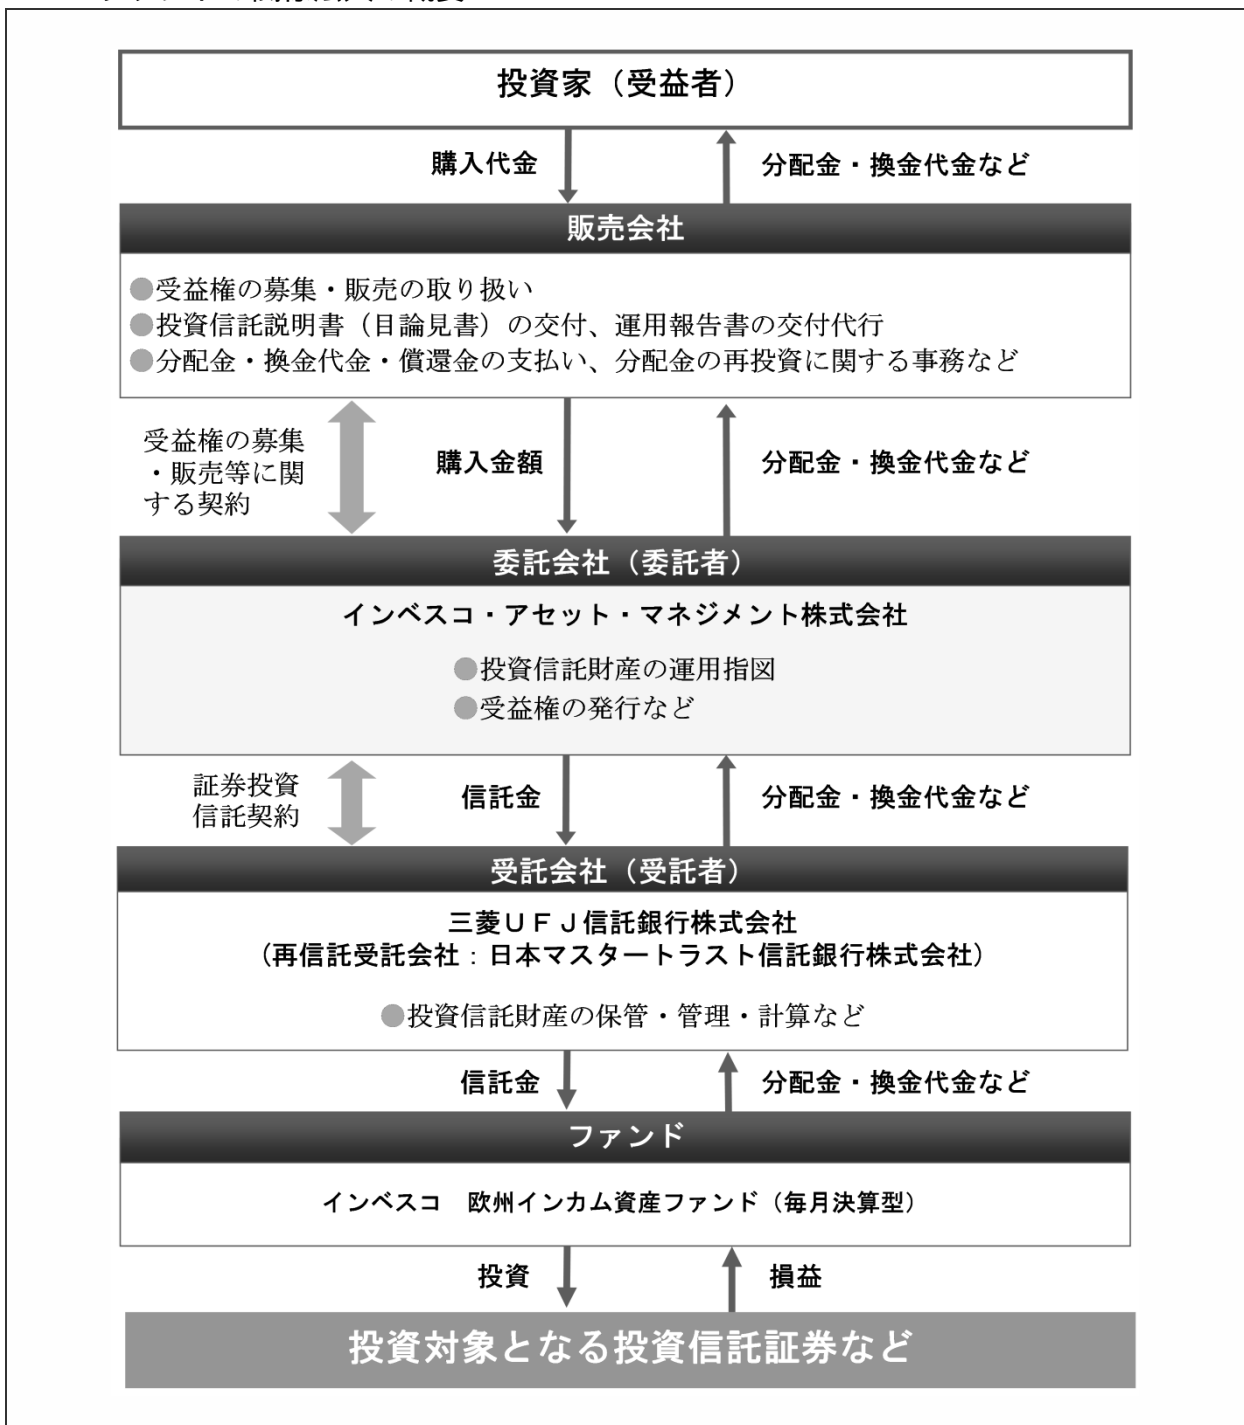 投資家（受益者）
購入代金
分配金・換金代金など
販売会社
●受益権の募集・販売の取り扱い
●投資信託説明書（目論見書）の交付、運用報告書の交付代行
●分配金・換金代金・償還金の支払い、分配金の再投資に関する事務など
受益権の募集
・販売等に関
する契約
購入金額
分配金・換金代金など
委託会社（委託者）
インベスコ・アセット・マネジメント株式会社
●投資信託財産の運用指図
●受益権の発行など
証券投資
信託契約
信託金
分配金・換金代金など
受託会社（受託者）
三菱ＵＦＪ信託銀行株式会社
（再信託受託会社：日本マスタートラスト信託銀行株式会社）
●投資信託財産の保管・管理・計算など
信託金
分配金・換金代金など
ファンド
インベスコ　欧州インカム資産ファンド（毎月決算型）
投資
損益
投資対象となる投資信託証券など